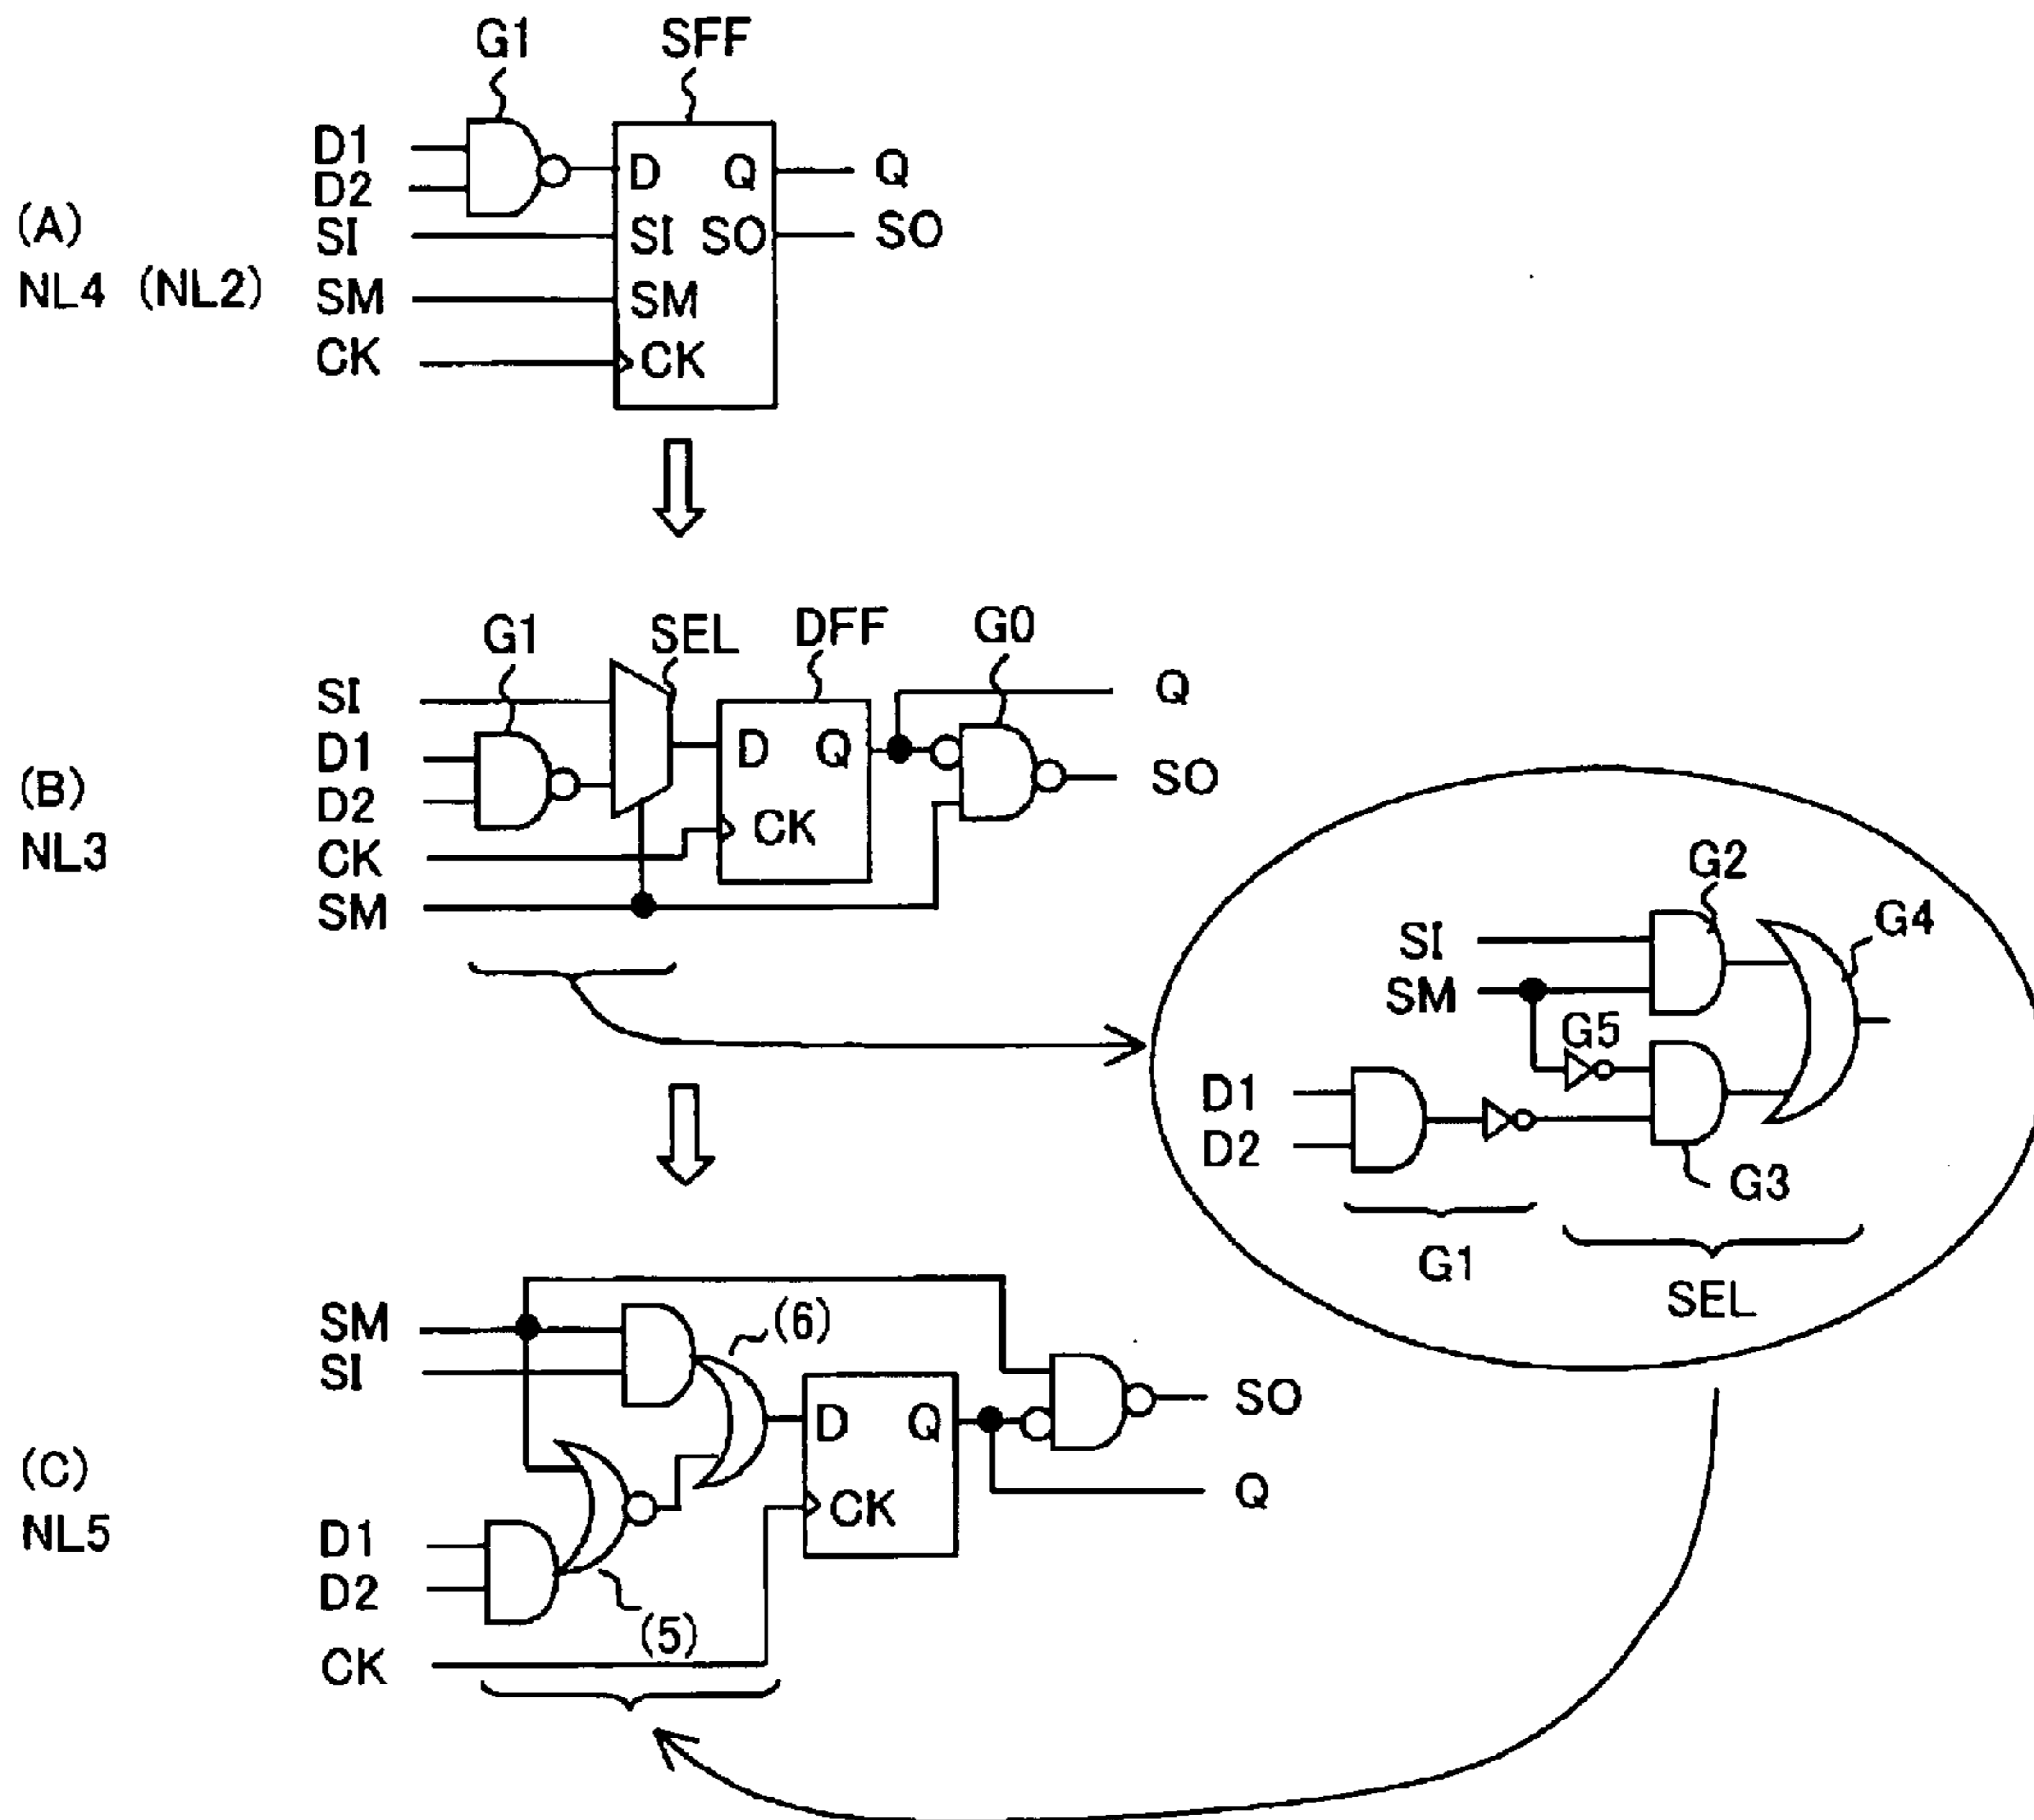 G1 SFF
D1
D2
SI
SM
CK
D Q
SI SO
SM
CK
Q
SO
(A)
NL4 (NL2)
G1 SEL DFF G0
SI
D1
D2
CK
SM
D Q
CK
Q
SO
(B)
NL3
G2
G4
SI
SM
G5
D1
D2
G3
G1
SEL
SM
SI
(6)
D Q
CK
SO
Q
(C)
NL5
D1
D2
(5)
CK